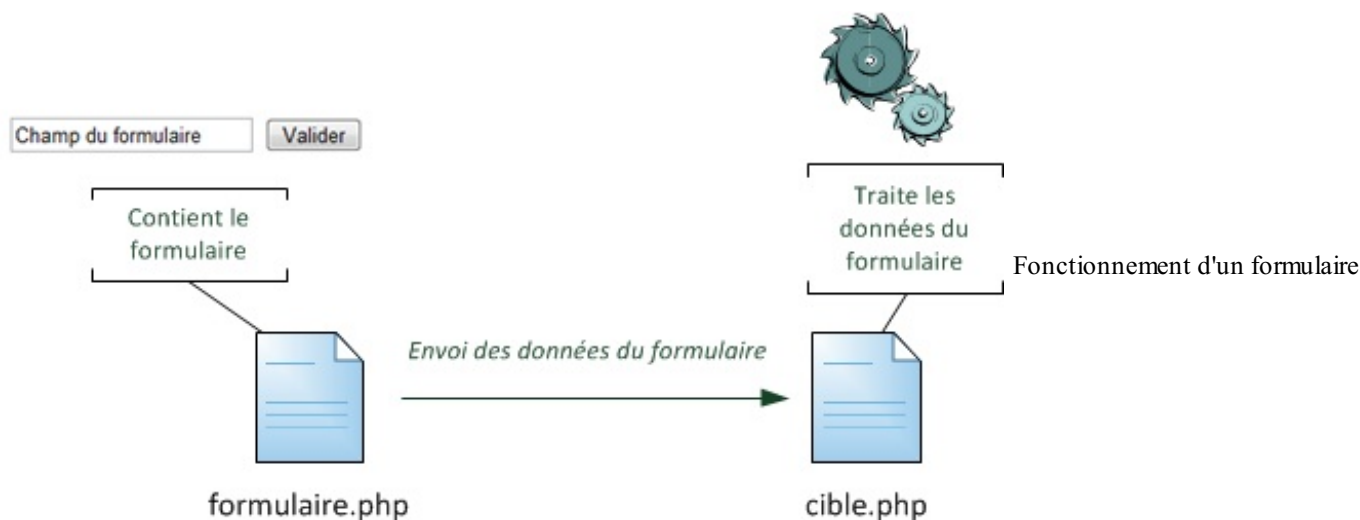 Champ du formulaire
Valider
Contient le
formulaire
Traite les
données du
formulaire
Fonctionnement d'un formulaire
Envoi des données du formulaire
formulaire.php
cible.php